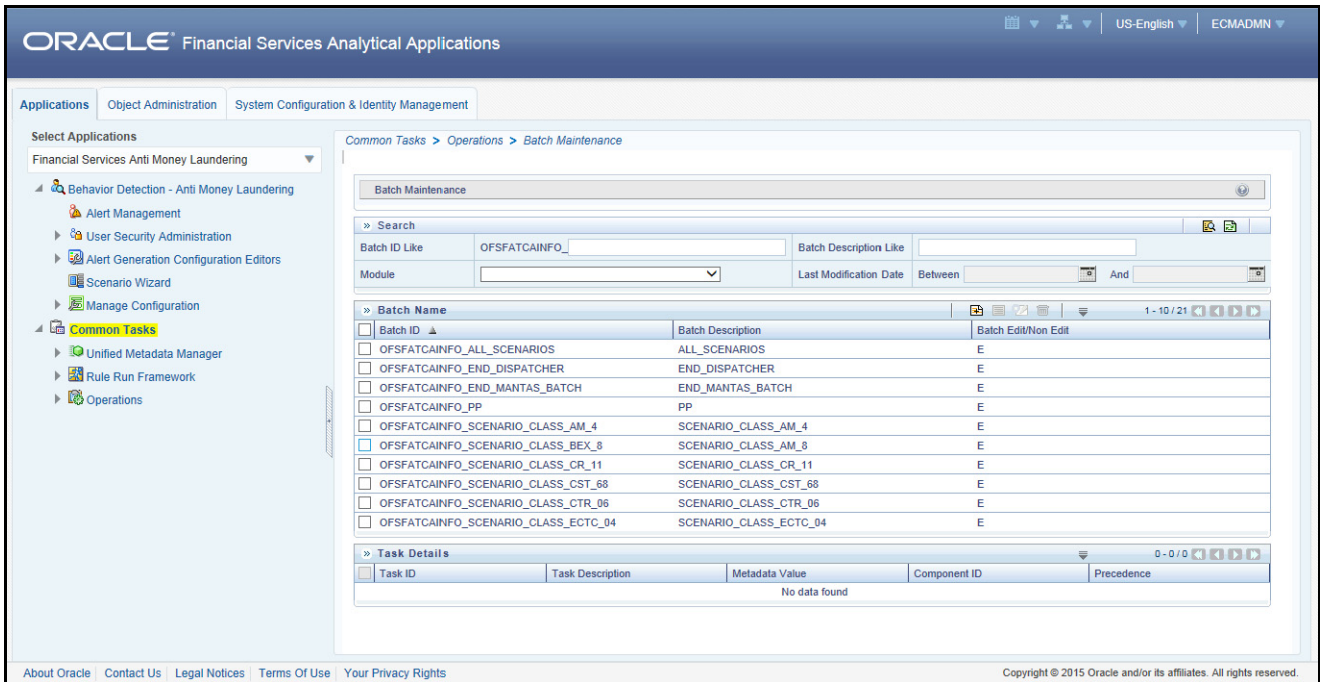 US-English ECMADMN
ORACLE® Financial Services Analytical Applications
Applications Object Administration System Configuration & Identity Management
Select Applications
Financial Services Anti Money Laundering
Behavior Detection - Anti Money Laundering
Alert Management
User Security Administration
Alert Generation Configuration Editors
Scenario Wizard
Manage Configuration
Common Tasks
Unified Metadata Manager
Rule Run Framework
Operations
Common Tasks > Operations > Batch Maintenance
Batch Maintenance
» Search
Batch ID Like OFSFATCAINFO_ Batch Description Like
Module Last Modification Date Between And
» Batch Name 1 - 10 / 21
Batch ID Batch Description Batch Edit/Non Edit
OFSFATCAINFO_ALL_SCENARIOS ALL_SCENARIOS E
OFSFATCAINFO_END_DISPATCHER END_DISPATCHER E
OFSFATCAINFO_END_MANTAS_BATCH END_MANTAS_BATCH E
OFSFATCAINFO_PP PP E
OFSFATCAINFO_SCENARIO_CLASS_AM_4 SCENARIO_CLASS_AM_4 E
OFSFATCAINFO_SCENARIO_CLASS_BEX_8 SCENARIO_CLASS_AM_8 E
OFSFATCAINFO_SCENARIO_CLASS_CR_11 SCENARIO_CLASS_CR_11 E
OFSFATCAINFO_SCENARIO_CLASS_CST_68 SCENARIO_CLASS_CST_68 E
OFSFATCAINFO_SCENARIO_CLASS_CTR_06 SCENARIO_CLASS_CTR_06 E
OFSFATCAINFO_SCENARIO_CLASS_ECTC_04 SCENARIO_CLASS_ECTC_04 E
» Task Details 0 - 0 / 0
Task ID Task Description Metadata Value Component ID Precedence
No data found
About Oracle Contact Us Legal Notices Terms Of Use Your Privacy Rights Copyright © 2015 Oracle and/or its affiliates. All rights reserved.